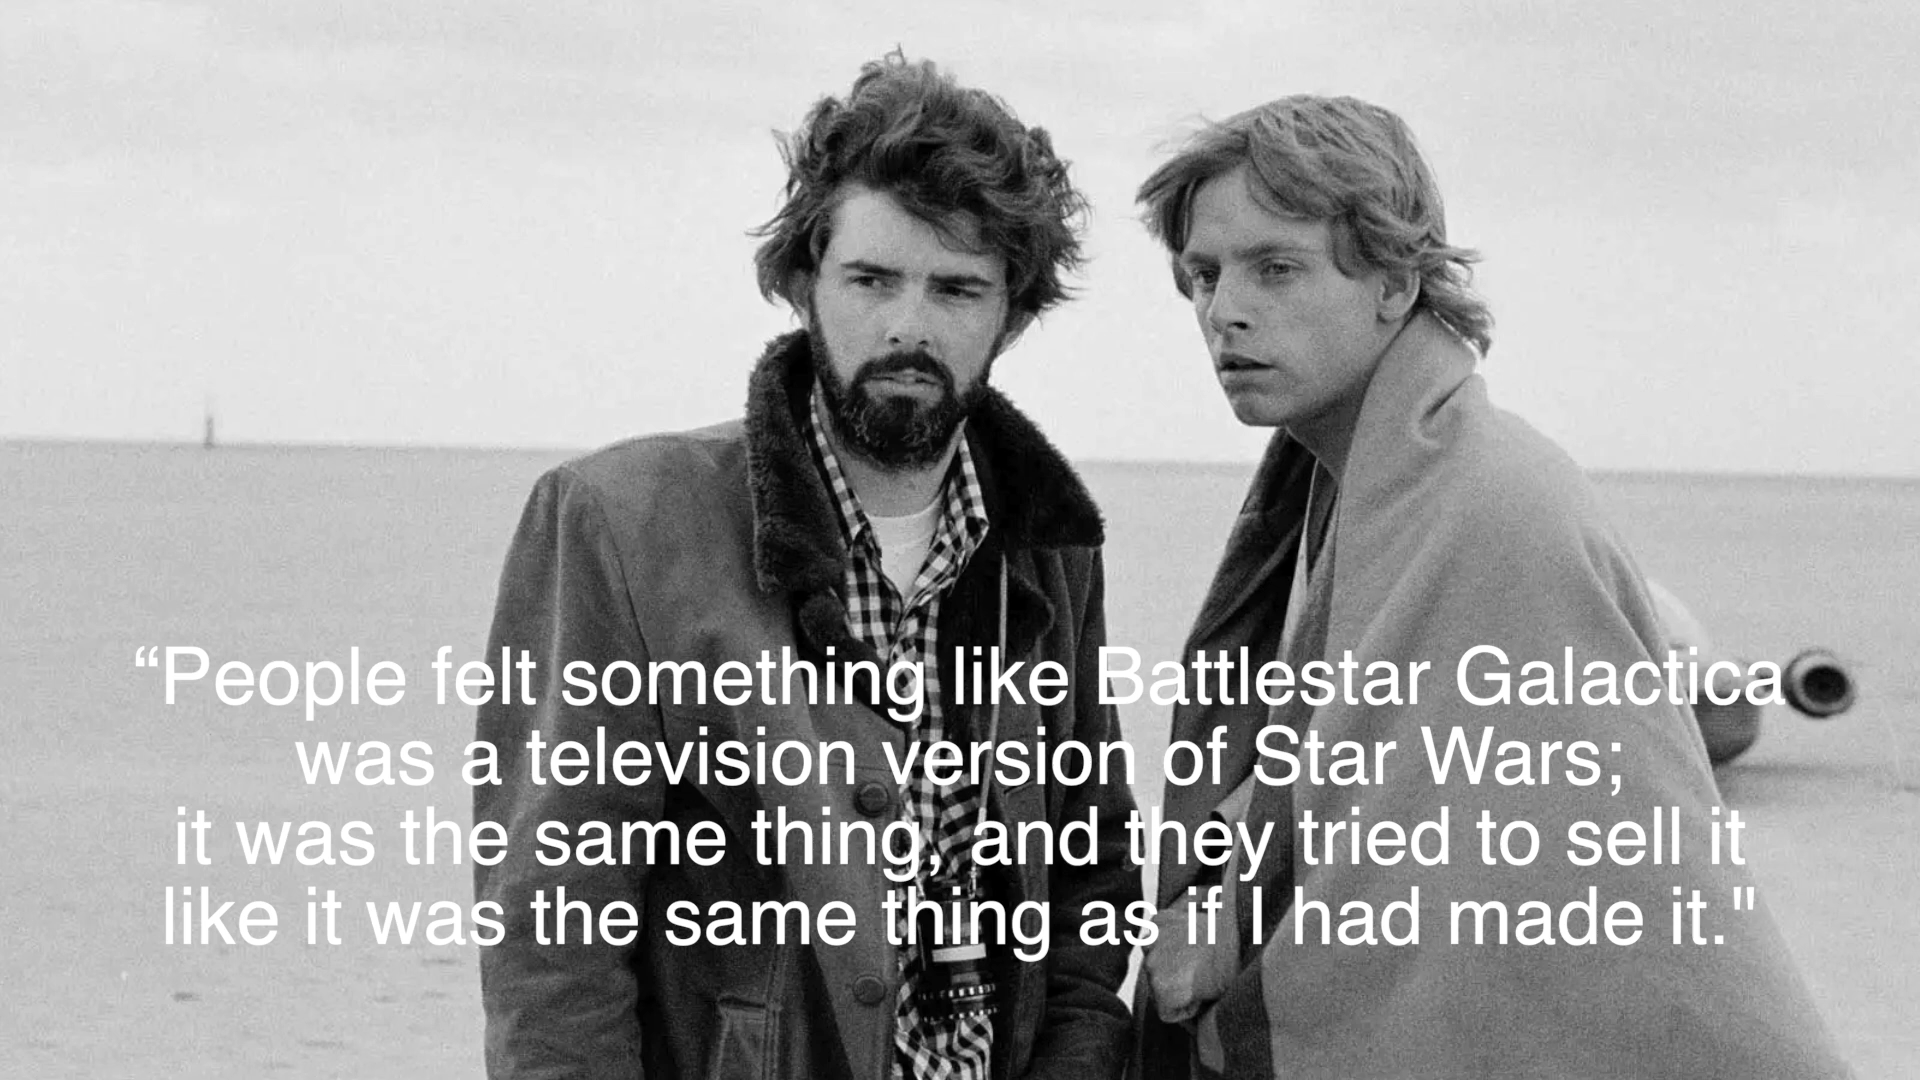 “People felt something like Battlestar Galactica
was a television version of Star Wars;
it was the same thing, and they tried to sell it
like it was the same thing as if I had made it."